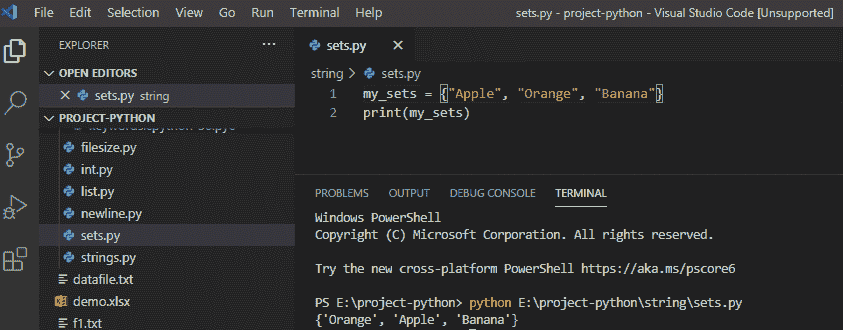 File Edit Selection View Go Run Terminal Help sets.py - project-python - Visual Studio Code [Unsupported]
EXPLORER ...
OPEN EDITORS
sets.py string
PROJECT-PYTHON
filesize.py
int.py
list.py
newline.py
sets.py
strings.py
datafile.txt
demo.xlsx
f1.txt
sets.py
string > sets.py
1 my_sets = {"Apple", "Orange", "Banana"}
2 print(my_sets)
PROBLEMS OUTPUT DEBUG CONSOLE TERMINAL
Windows PowerShell
Copyright (C) Microsoft Corporation. All rights reserved.
Try the new cross-platform PowerShell https://aka.ms/pscore6
PS E:\project-python> python E:\project-python\string\sets.py
{'Orange', 'Apple', 'Banana'}